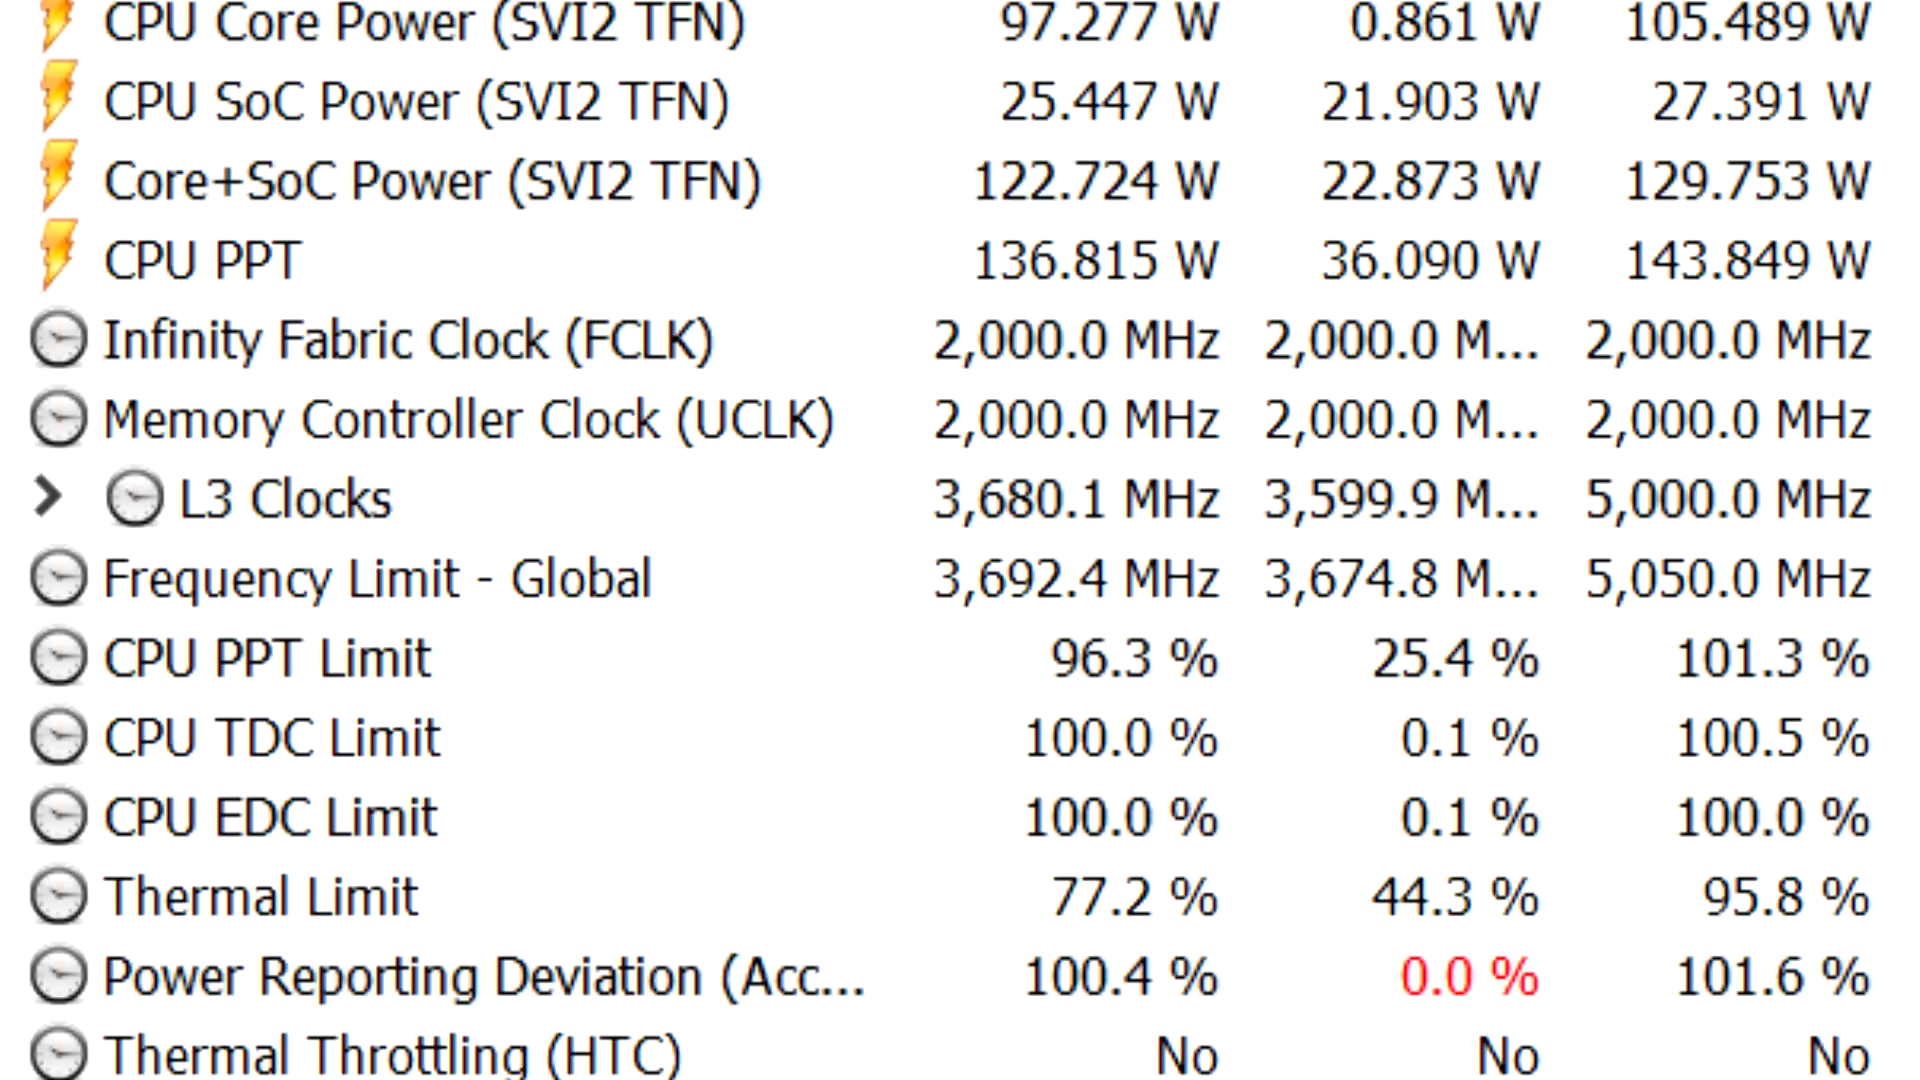 CPU Core Power (SVI2 TFN) 97.277 W 0.861 W 105.489 W
CPU SoC Power (SVI2 TFN) 25.447 W 21.903 W 27.391 W
Core+SoC Power (SVI2 TFN) 122.724 W 22.873 W 129.753 W
CPU PPT 136.815 W 36.090 W 143.849 W
Infinity Fabric Clock (FCLK) 2,000.0 MHz 2,000.0 M... 2,000.0 MHz
Memory Controller Clock (UCLK) 2,000.0 MHz 2,000.0 M... 2,000.0 MHz
L3 Clocks 3,680.1 MHz 3,599.9 M... 5,000.0 MHz
Frequency Limit - Global 3,692.4 MHz 3,674.8 M... 5,050.0 MHz
CPU PPT Limit 96.3 % 25.4 % 101.3 %
CPU TDC Limit 100.0 % 0.1 % 100.5 %
CPU EDC Limit 100.0 % 0.1 % 100.0 %
Thermal Limit 77.2 % 44.3 % 95.8 %
Power Reporting Deviation (Acc... 100.4 % 0.0 % 101.6 %
Thermal Throttling (HTC) No No No